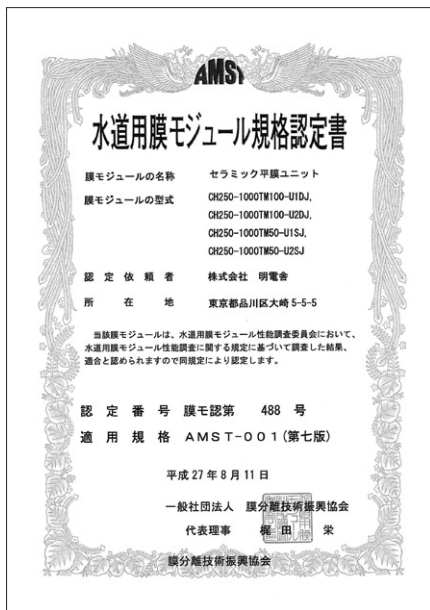 AMST
水道用膜モジュール規格認定書
膜モジュールの名称 セラミック平膜ユニット
膜モジュールの型式 CH250-1000TM100-U1DJ,
CH250-1000TM100-U2DJ,
CH250-1000TM50-U1SJ,
CH250-1000TM50-U2SJ
認定依頼者 株式会社 明電舎
所在地 東京都品川区大崎5-5-5
当該膜モジュールは、水道用膜モジュール性能調査委員会において、
水道用膜モジュール性能調査に関する規定に基づいて調査した結果、
適合と認められますので同規定により認定します。
認定番号 膜モ認第 488 号
適用規格 AMST-001(第七版)
平成27年8月11日
一般社団法人 膜分離技術振興協会
代表理事 梶田 栄
膜分離技術振興協会